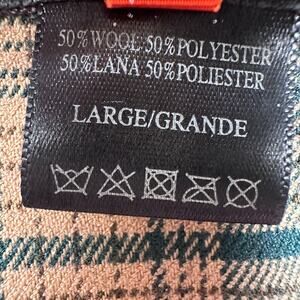 50% WOOL 50% POLYESTER
50% LANA 50% POLIESTER
LARGE/GRANDE